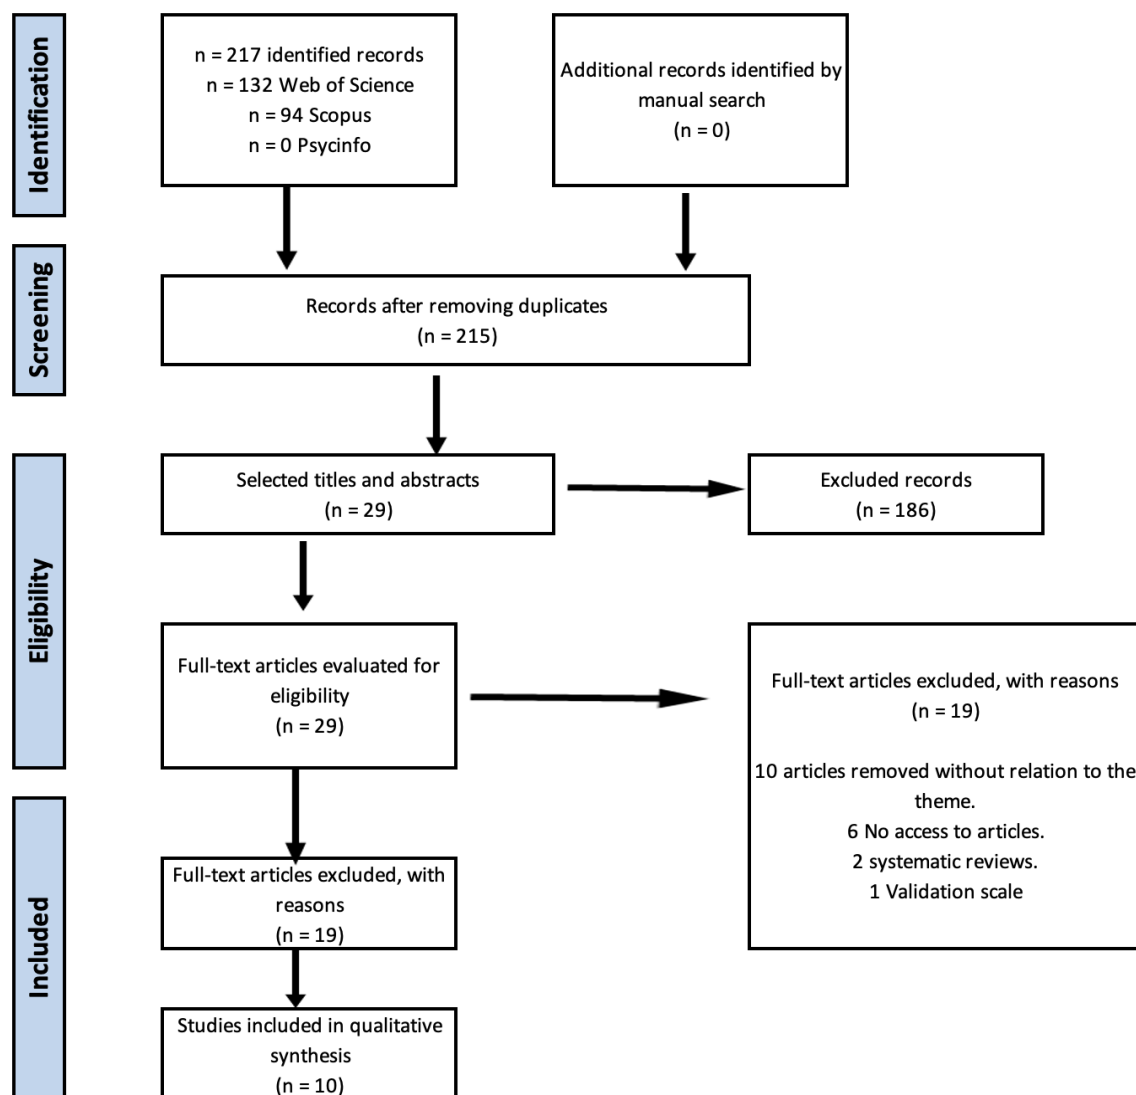 Identification
n = 217 identified records
n = 132 Web of Science
n = 94 Scopus
n = 0 Psycinfo
Additional records identified by
manual search
(n = 0)
Screening
Records after removing duplicates
(n = 215)
Eligibility
Selected titles and abstracts
(n = 29)
Excluded records
(n = 186)
Full-text articles evaluated for
eligibility
(n = 29)
Full-text articles excluded, with reasons
(n = 19)
10 articles removed without relation to the
theme.
6 No access to articles.
2 systematic reviews.
1 Validation scale
Included
Full-text articles excluded, with
reasons
(n = 19)
Studies included in qualitative
synthesis
(n = 10)